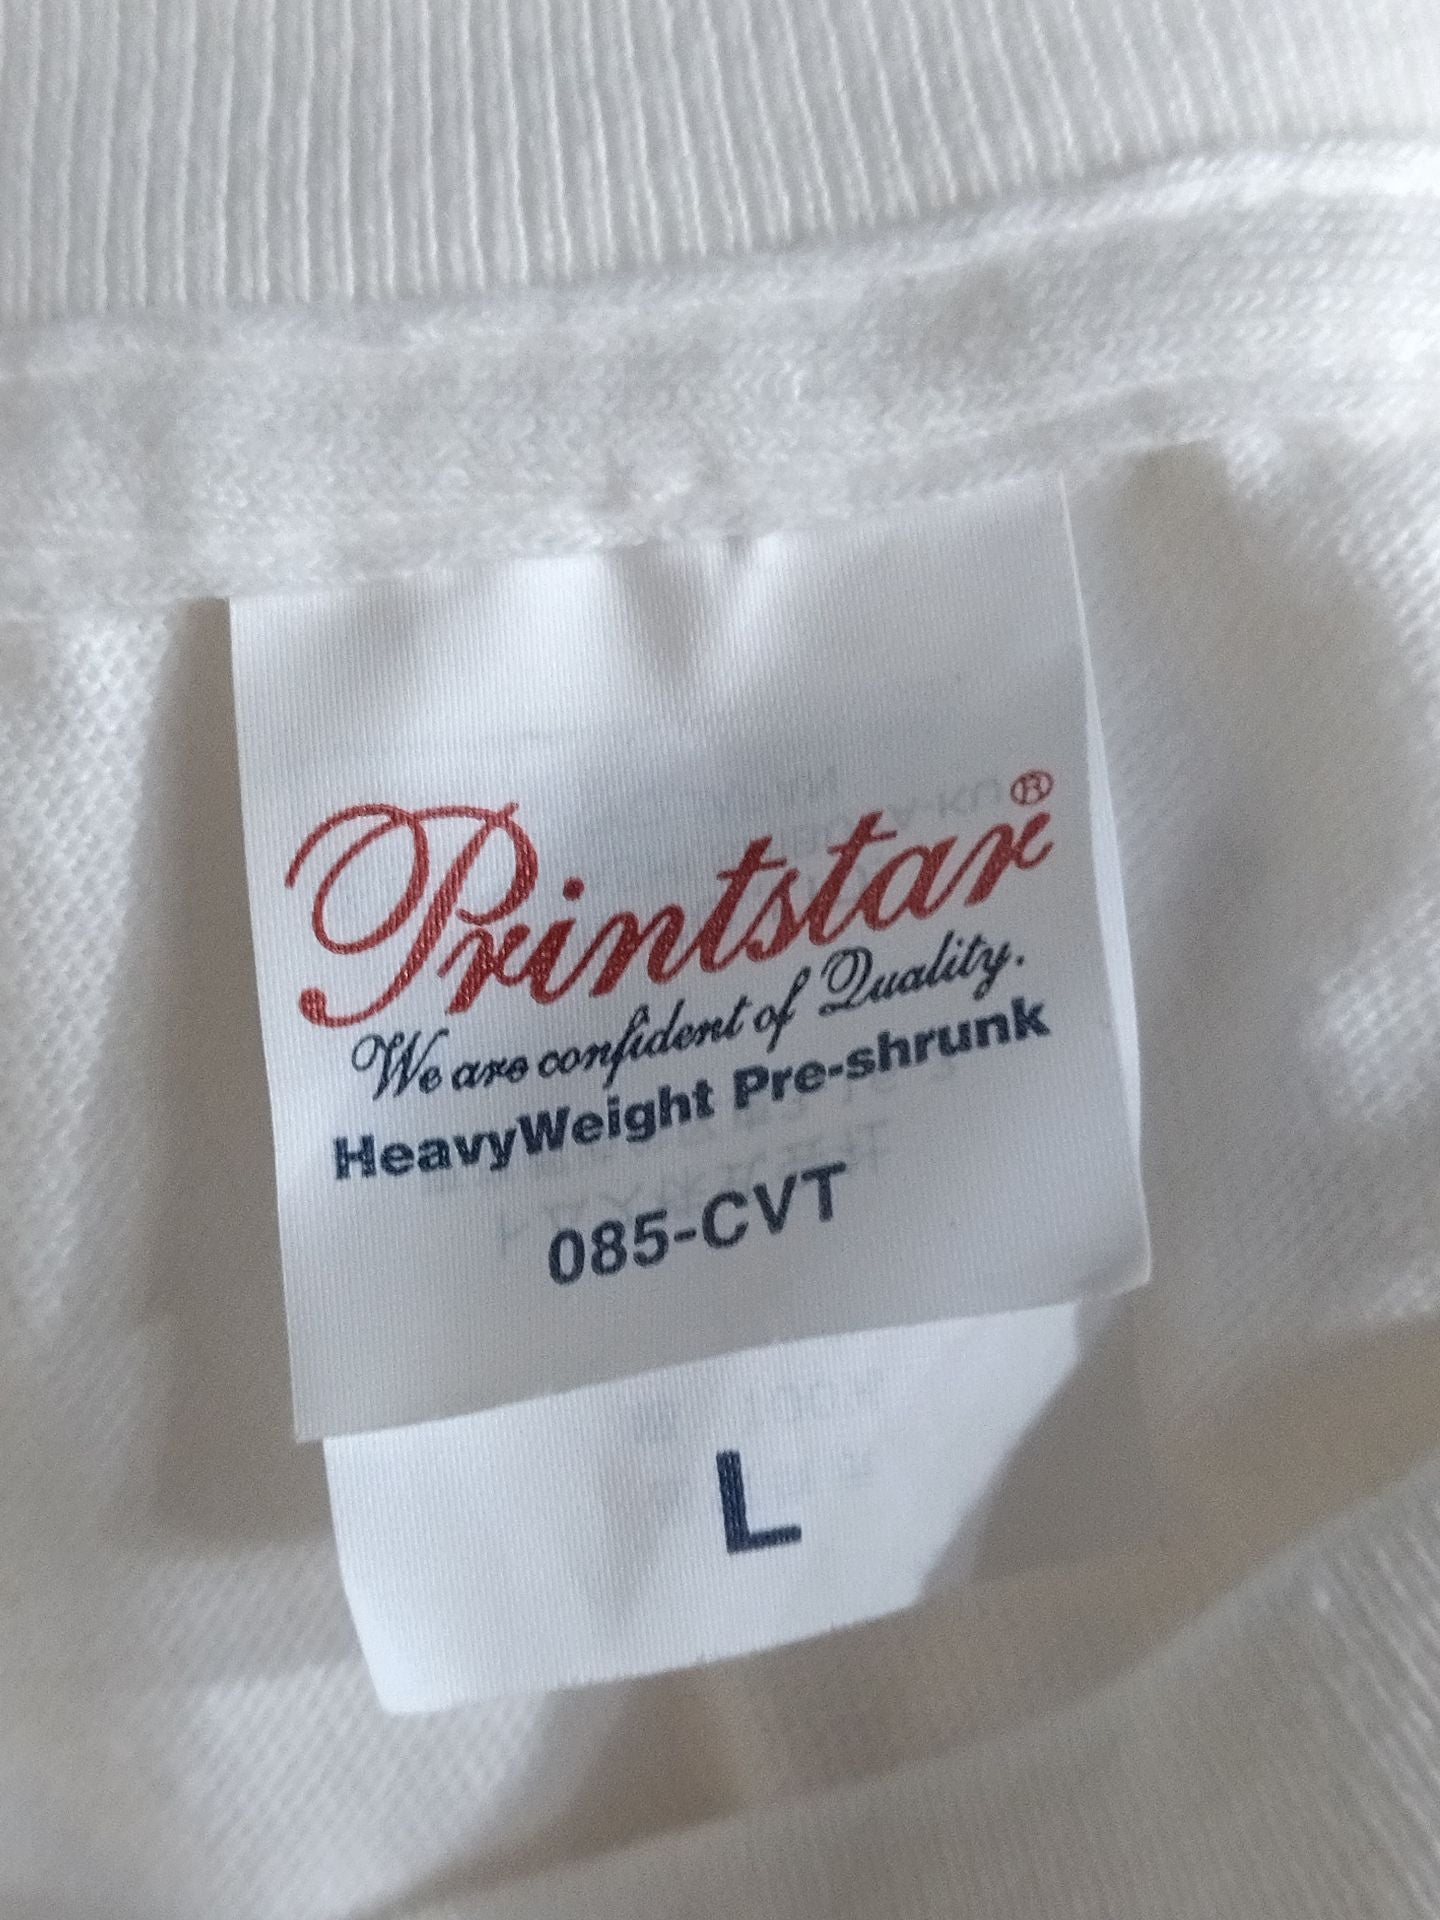 Printstar®
We are confident of Quality.
HeavyWeight Pre-shrunk
085-CVT
L